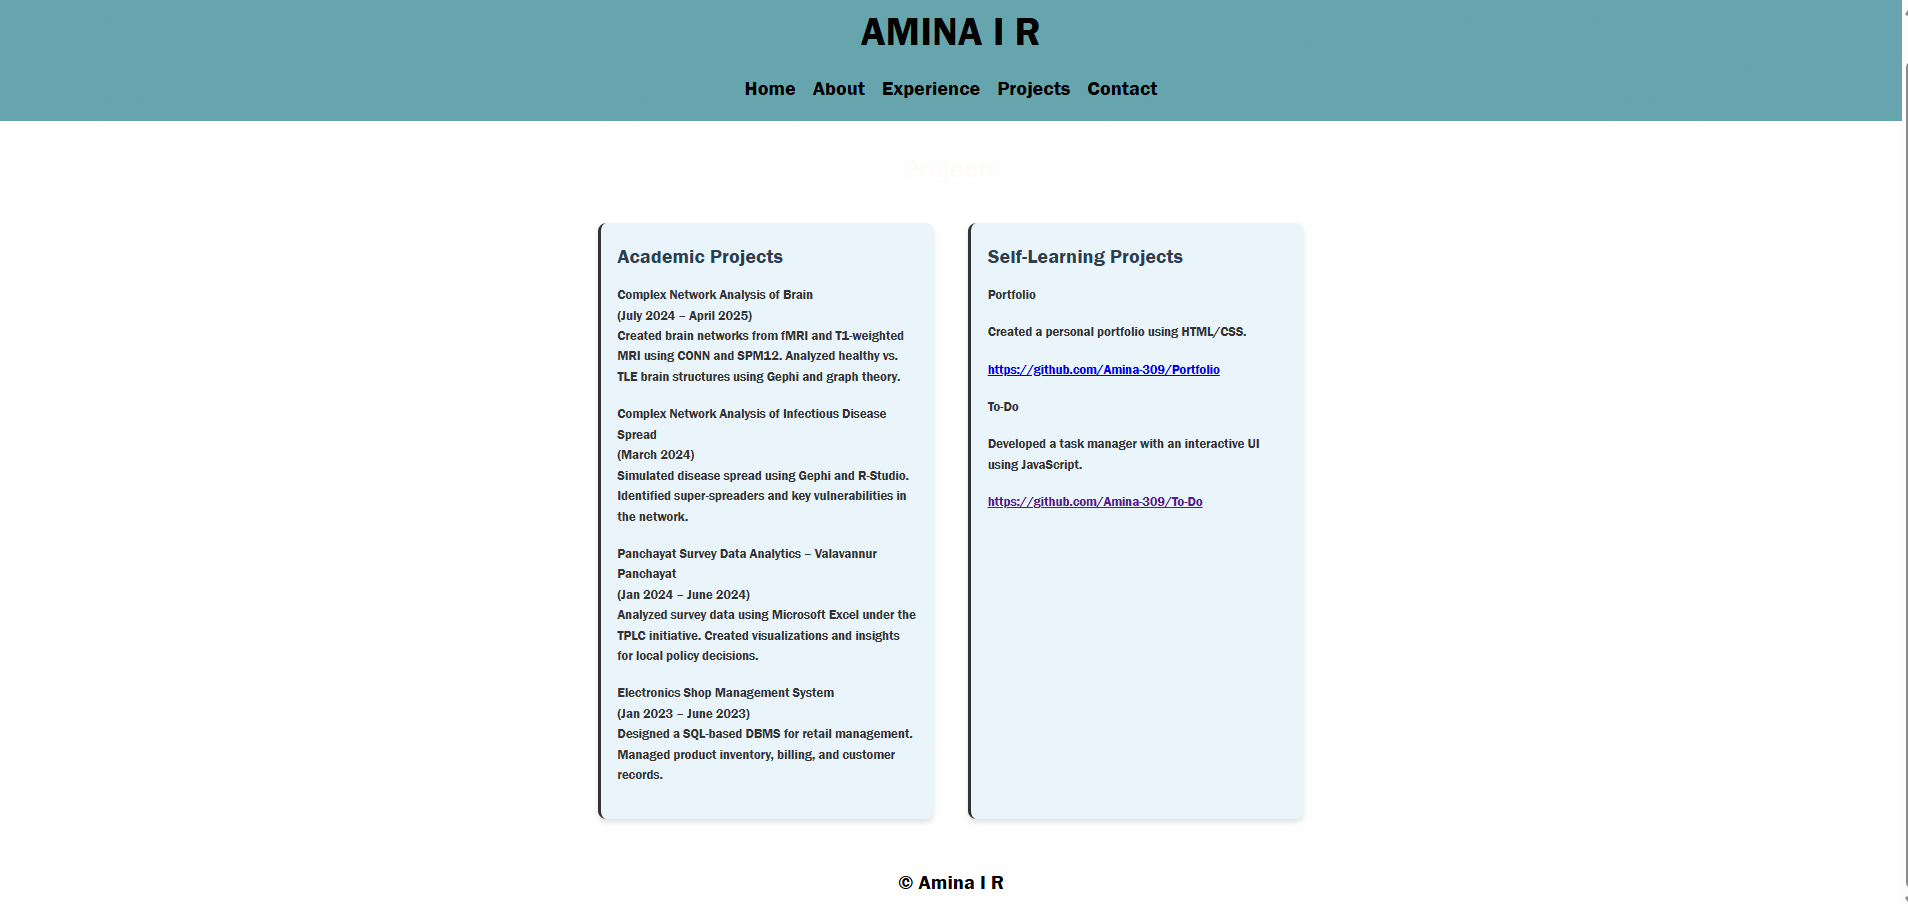 AMINA I R
Home About Experience Projects Contact
Projects
Academic Projects
Complex Network Analysis of Brain
(July 2024 – April 2025)
Created brain networks from fMRI and T1-weighted
MRI using CONN and SPM12. Analyzed healthy vs.
TLE brain structures using Gephi and graph theory.
Complex Network Analysis of Infectious Disease
Spread
(March 2024)
Simulated disease spread using Gephi and R-Studio.
Identified super-spreaders and key vulnerabilities in
the network.
Panchayat Survey Data Analytics – Valavannur
Panchayat
(Jan 2024 – June 2024)
Analyzed survey data using Microsoft Excel under the
TPLC initiative. Created visualizations and insights
for local policy decisions.
Electronics Shop Management System
(Jan 2023 – June 2023)
Designed a SQL-based DBMS for retail management.
Managed product inventory, billing, and customer
records.
Self-Learning Projects
Portfolio
Created a personal portfolio using HTML/CSS.
https://github.com/Amina-309/Portfolio
To-Do
Developed a task manager with an interactive UI
using JavaScript.
https://github.com/Amina-309/To-Do
© Amina I R